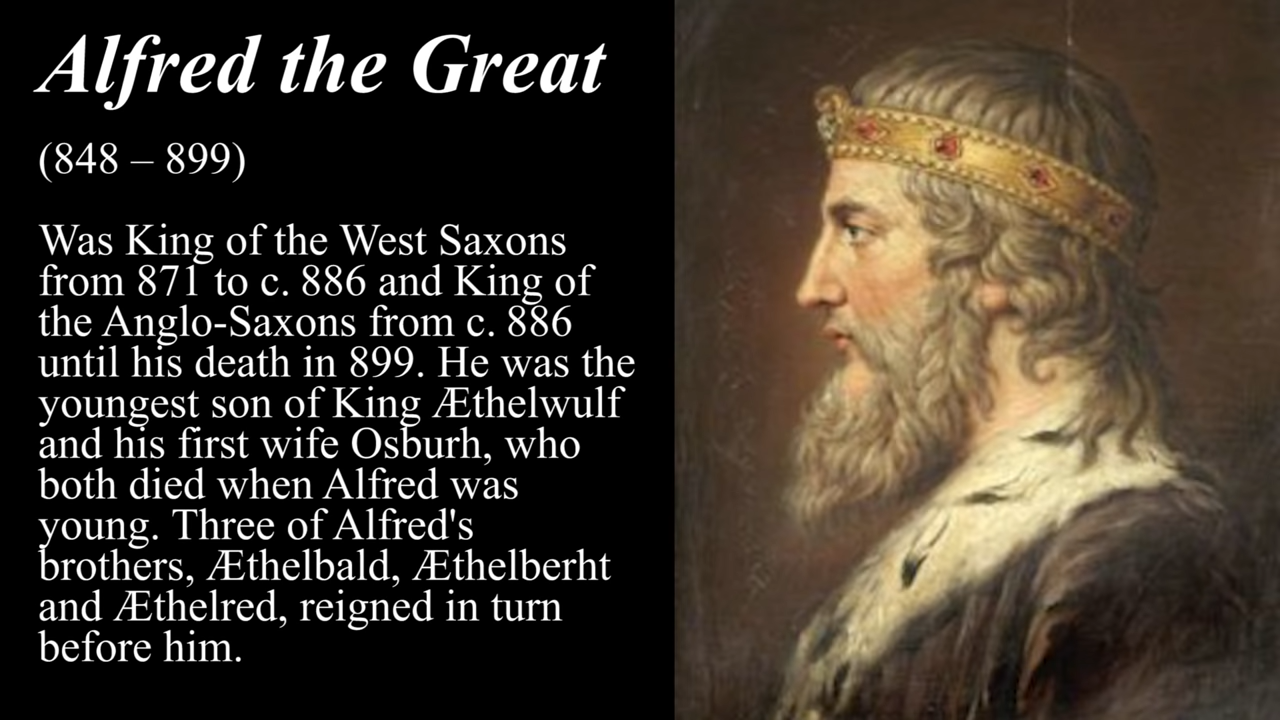 Alfred the Great
(848 – 899)
Was King of the West Saxons
from 871 to c. 886 and King of
the Anglo-Saxons from c. 886
until his death in 899. He was the
youngest son of King Æthelwulf
and his first wife Osburh, who
both died when Alfred was
young. Three of Alfred's
brothers, Æthelbald, Æthelberht
and Æthelred, reigned in turn
before him.